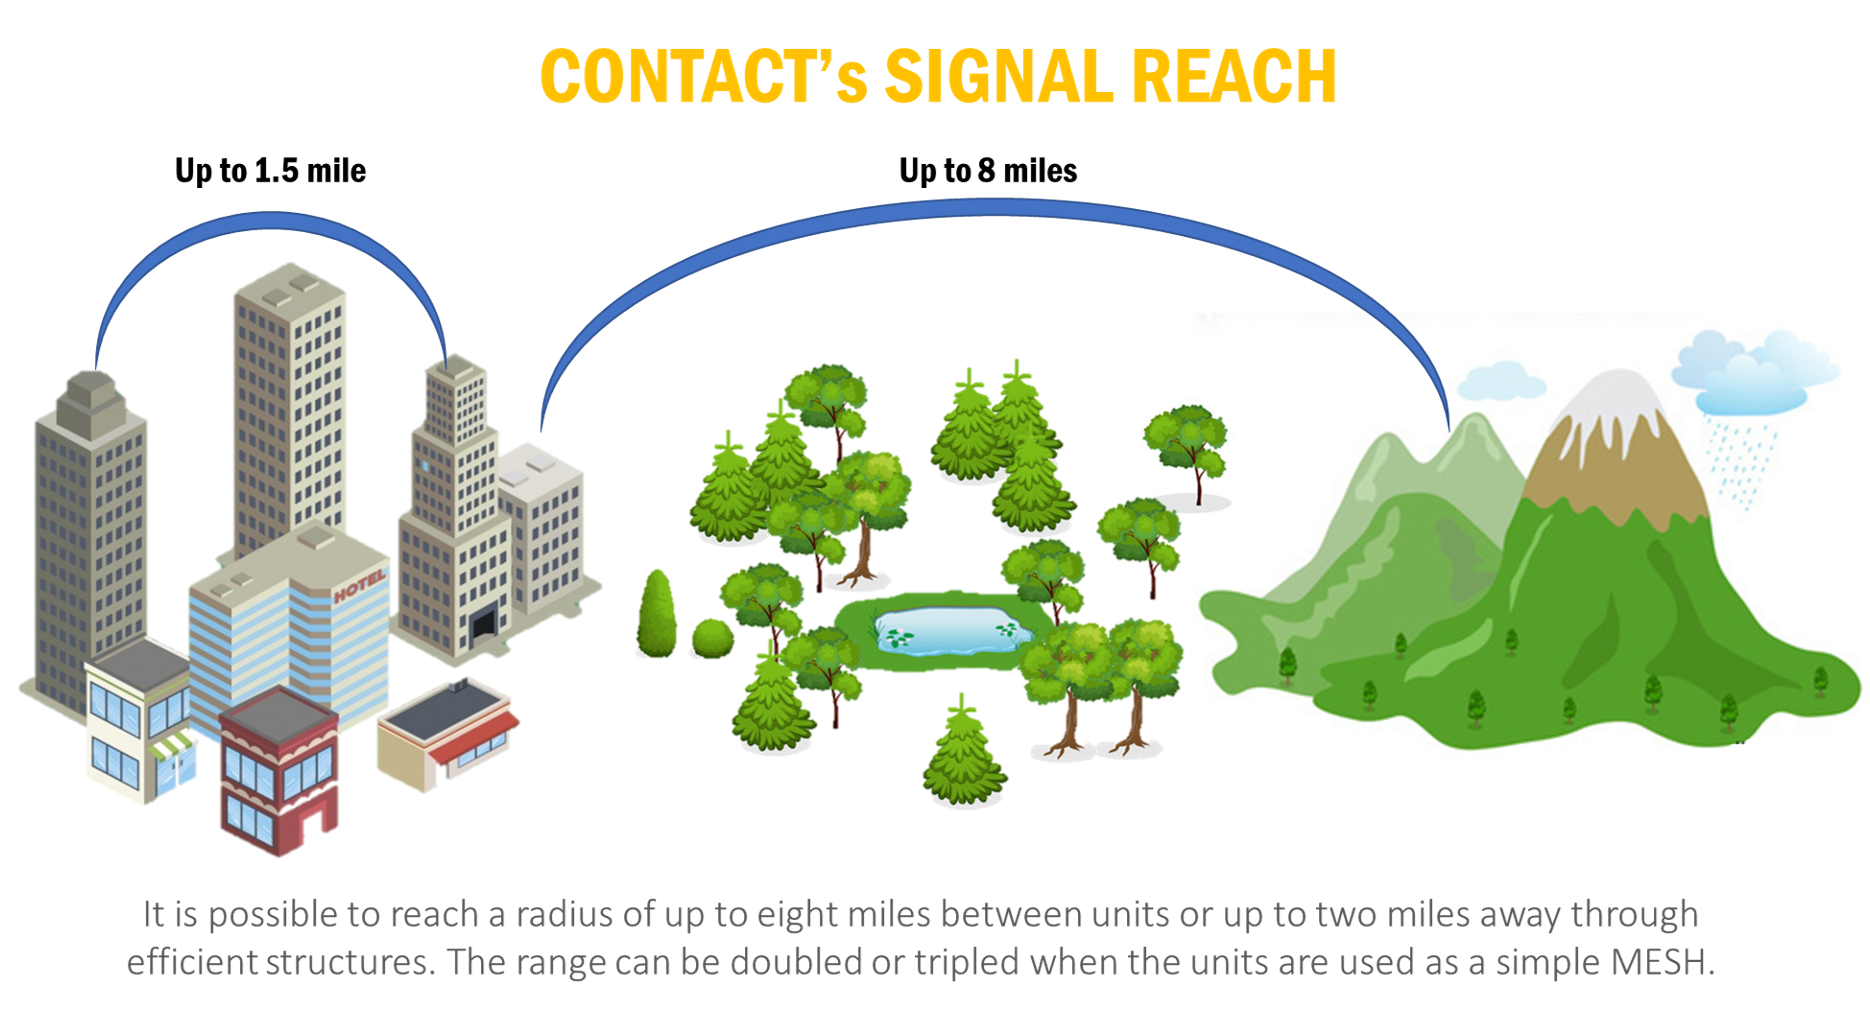 CONTACT’s SIGNAL REACH
Up to 1.5 mile
Up to 8 miles
HOTEL
It is possible to reach a radius of up to eight miles between units or up to two miles away through
efficient structures. The range can be doubled or tripled when the units are used as a simple MESH.